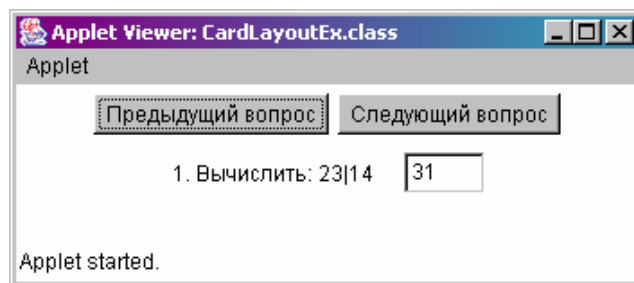 Applet Viewer: CardLayoutEx.class
Applet
Предыдущий вопрос Следующий вопрос
1. Вычислить: 23|14 31
Applet started.